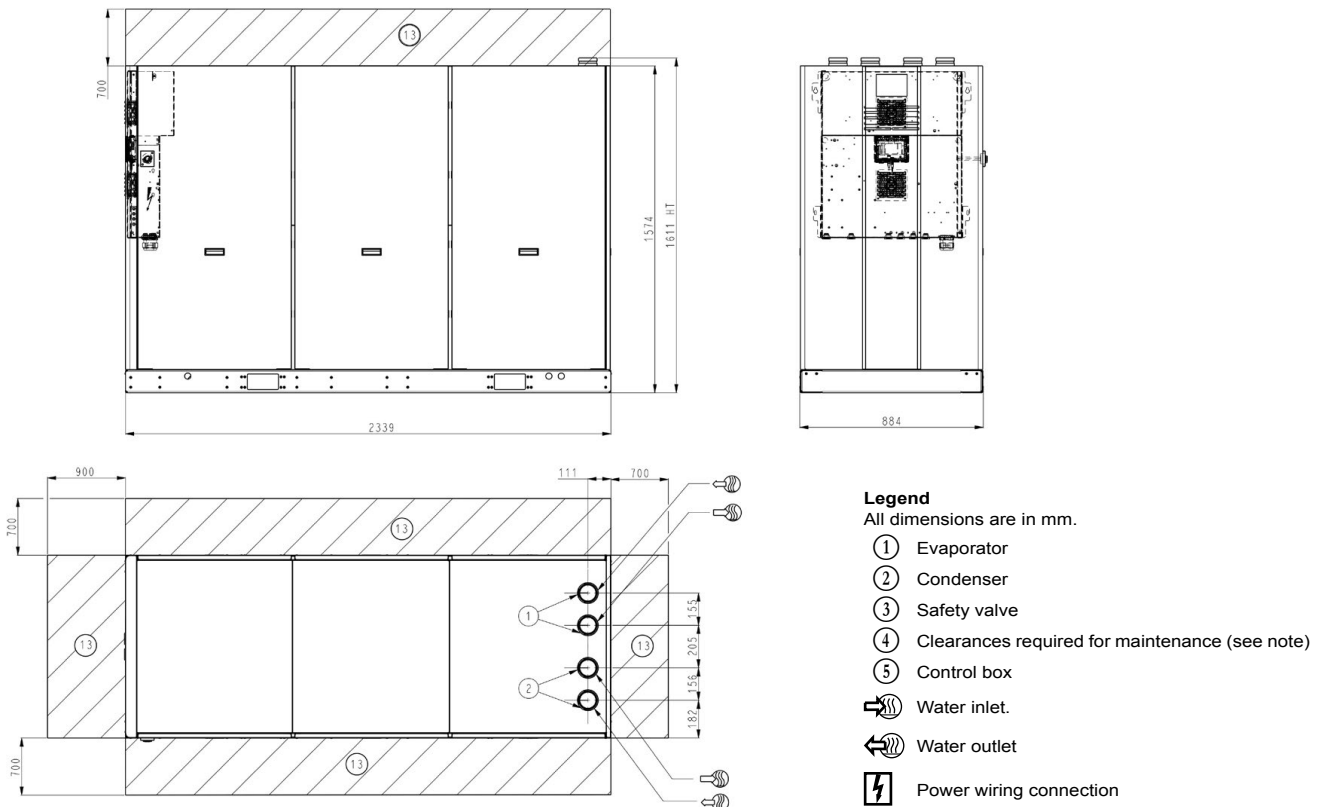 13
700
1574
1611 HT
2339
884
900
111
700
700
13
1
155
13
205
13
2
156
182
13
700
Legend
All dimensions are in mm.
1 Evaporator
2 Condenser
3 Safety valve
4 Clearances required for maintenance (see note)
5 Control box
Water inlet.
Water outlet
Power wiring connection